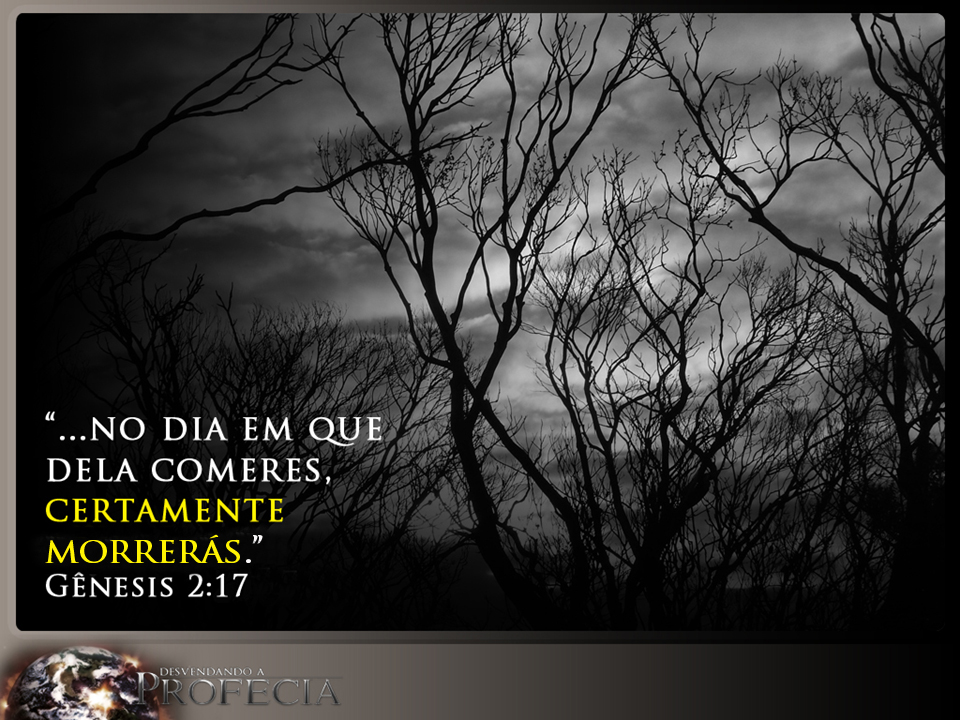 “...NO DIA EM QUE
DELA COMERES,
CERTAMENTE
MORRERÁS.”
GÊNESIS 2:17
DESVENDANDO A
PROFECIA